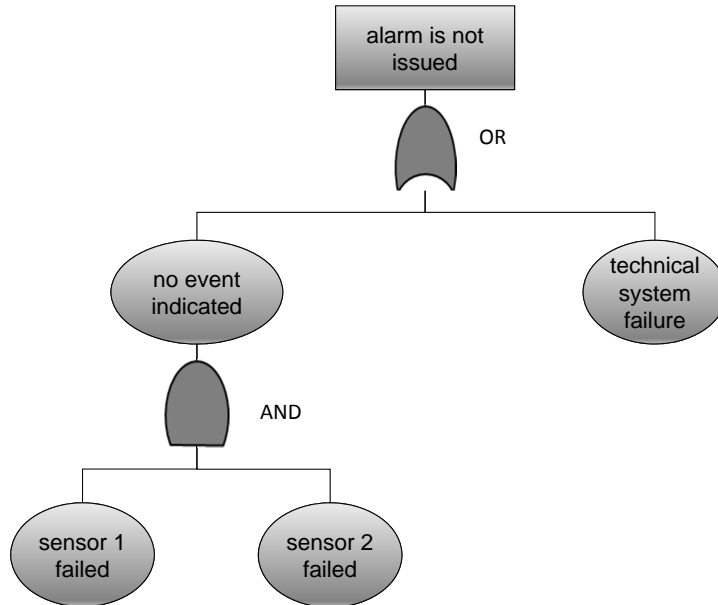 alarm is not
issued
OR
no event
indicated
technical
system
failure
AND
sensor 1
failed
sensor 2
failed